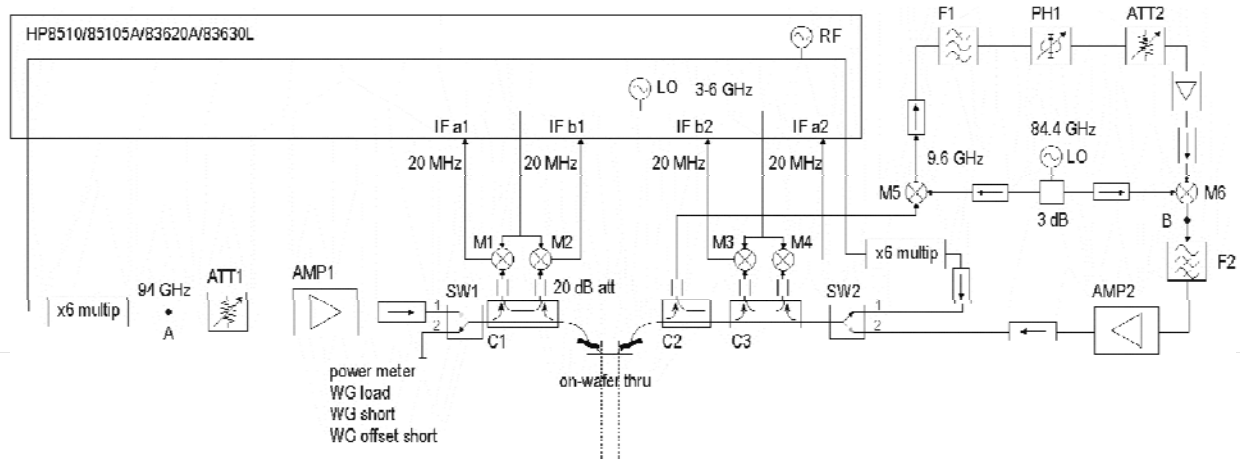 HP8510/85105A/83620A/83630L
RF
LO 3-6 GHz
IF a1
IF b1
IF b2
IF a2
20 MHz
20 MHz
20 MHz
20 MHz
F1
PH1
ATT2
84.4 GHz
LO
9.6 GHz
M5
M6
3 dB
B
F2
M1
M2
M3
M4
x6 multip
94 GHz
A
ATT1
AMP1
x6 multip
20 dB att
SW1
1
2
C1
C2
C3
SW2
1
2
AMP2
power meter
WG load
WG short
WG offset short
on-wafer thru